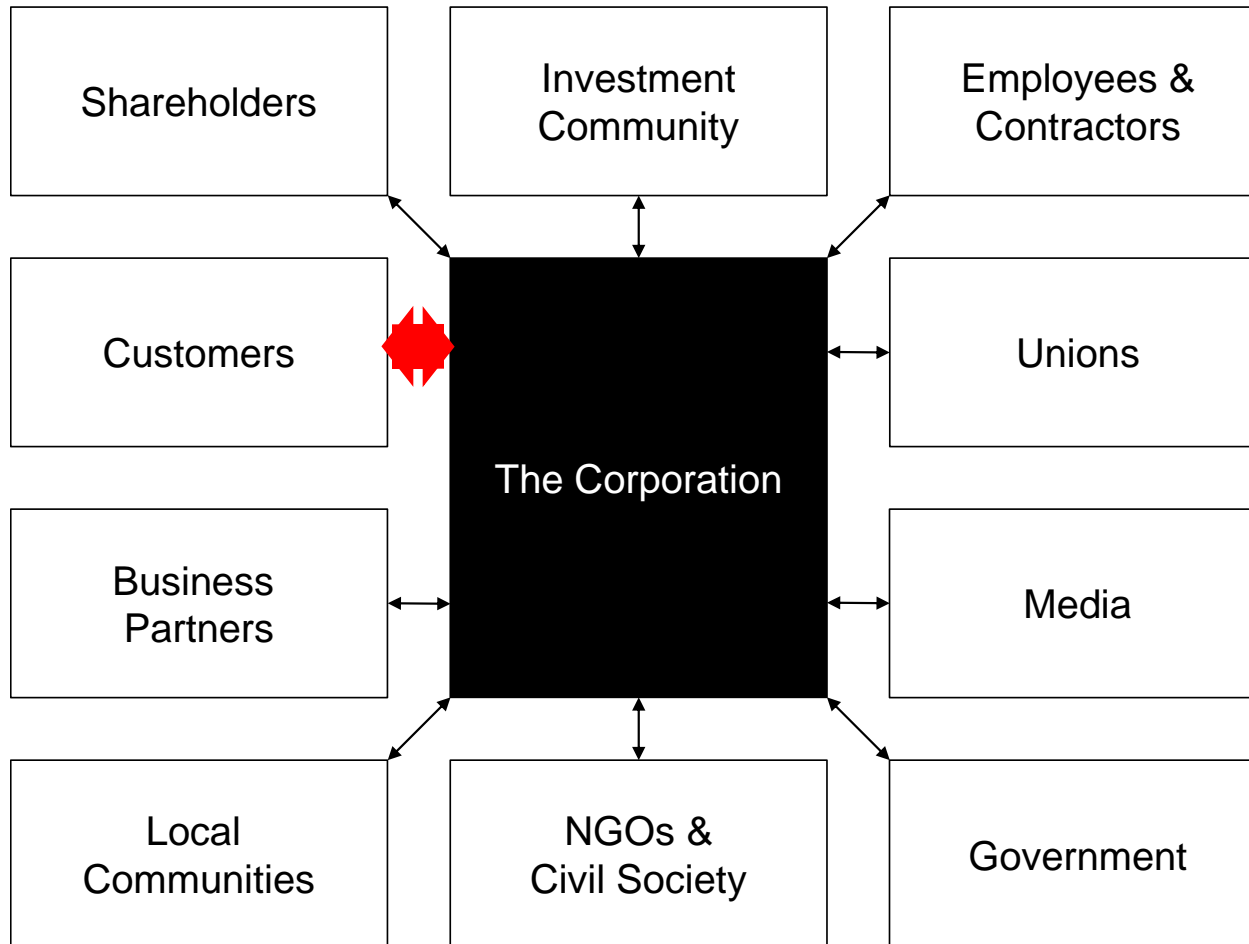 Shareholders
Investment
Community
Employees &
Contractors
Customers
Unions
The Corporation
Business
Partners
Media
Local
Communities
NGOs &
Civil Society
Government